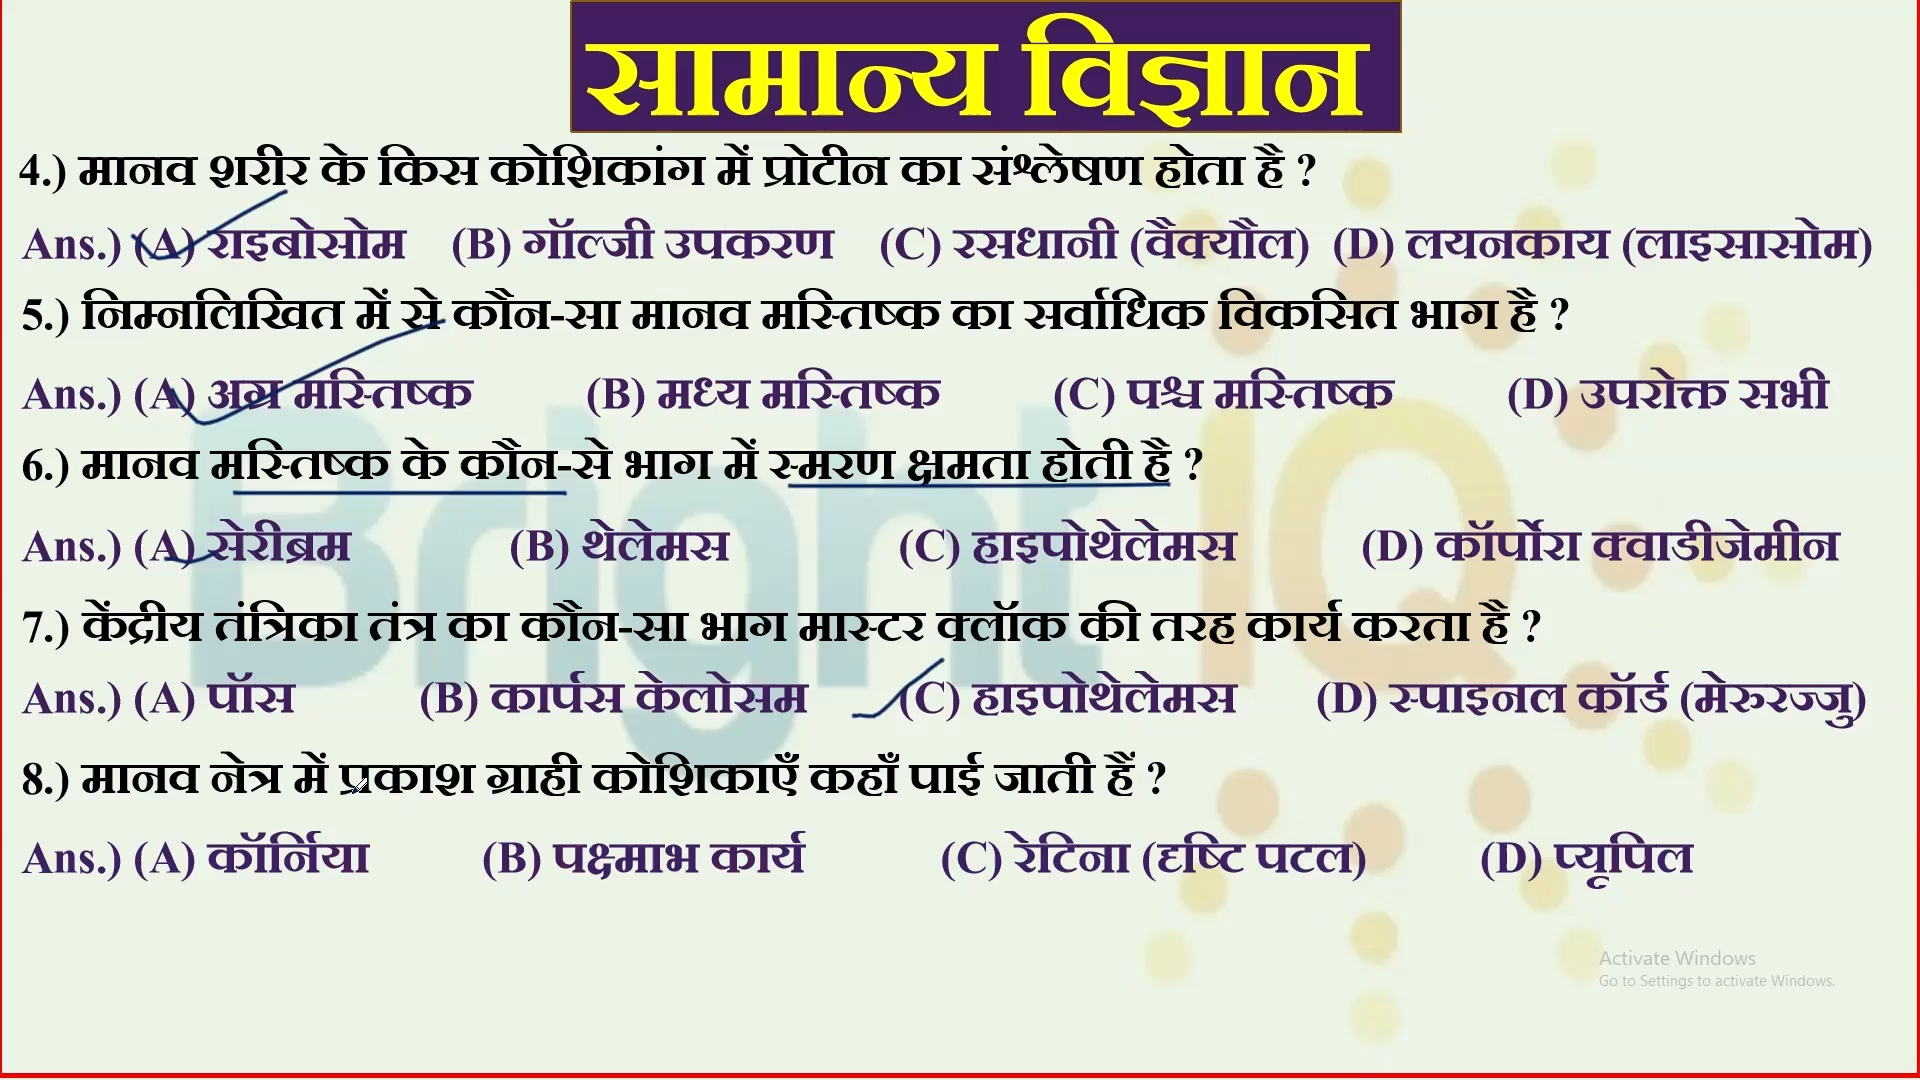 सामान्य विज्ञान
4.) मानव शरीर के किस कोशिकांग में प्रोटीन का संश्लेषण होता है ?
Ans.) (A) राइबोसोम (B) गॉल्जी उपकरण (C) रसधानी (वैक्यौल) (D) लयनकाय (लाइसासोम)
5.) निम्नलिखित में से कौन-सा मानव मस्तिष्क का सर्वाधिक विकसित भाग है ?
Ans.) (A) अग्र मस्तिष्क (B) मध्य मस्तिष्क (C) पश्च मस्तिष्क (D) उपरोक्त सभी
6.) मानव मस्तिष्क के कौन-से भाग में स्मरण क्षमता होती है ?
Ans.) (A) सेरीब्रम (B) थेलेमस (C) हाइपोथेलेमस (D) कॉर्पोरा क्वाडीजेमीन
7.) केंद्रीय तंत्रिका तंत्र का कौन-सा भाग मास्टर क्लॉक की तरह कार्य करता है ?
Ans.) (A) पॉस (B) कार्पस केलोसम (C) हाइपोथेलेमस (D) स्पाइनल कॉर्ड (मेरुरज्जु)
8.) मानव नेत्र में प्रकाश ग्राही कोशिकाएँ कहाँ पाई जाती हैं ?
Ans.) (A) कॉर्निया (B) पक्ष्माभ कार्य (C) रेटिना (दृष्टि पटल) (D) प्यूपिल
Bright IQ
Activate Windows
Go to Settings to activate Windows.